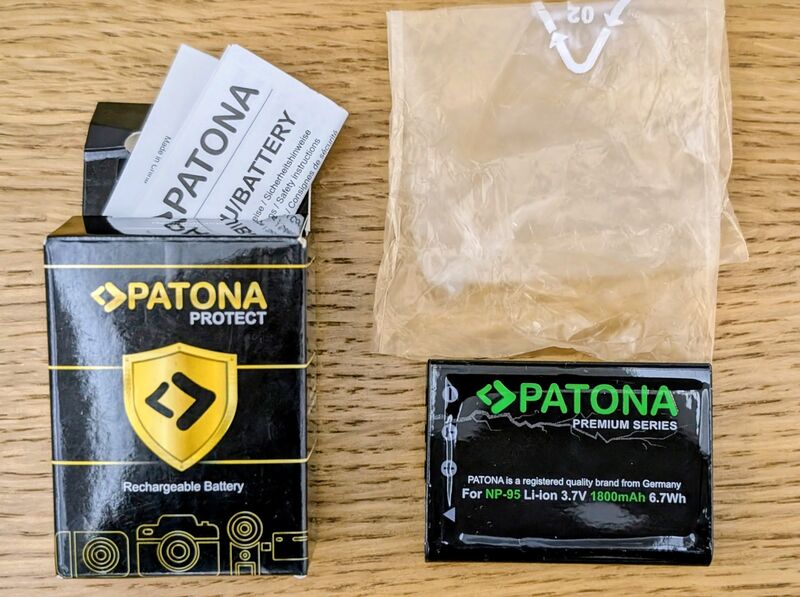 PATONA
PROTECT
Rechargeable Battery
PATONA
/BATTERY
/ Sicherheitshinweise
/ Safety instructions
/ Consignes de sécurité
Made in
02
PATONA
PREMIUM SERIES
PATONA is a registered quality brand from Germany
For NP-95 Li-ion 3.7V 1800mAh 6.7Wh